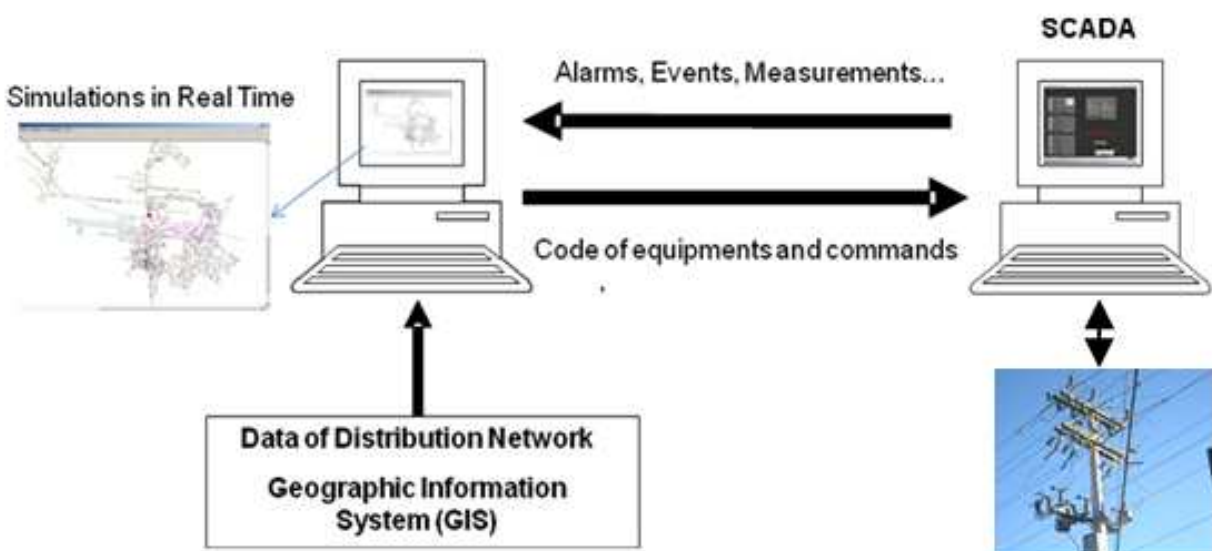 SCADA
Alarms, Events, Measurements...
Simulations in Real Time
Code of equipments and commands
Data of Distribution Network
Geographic Information
System (GIS)